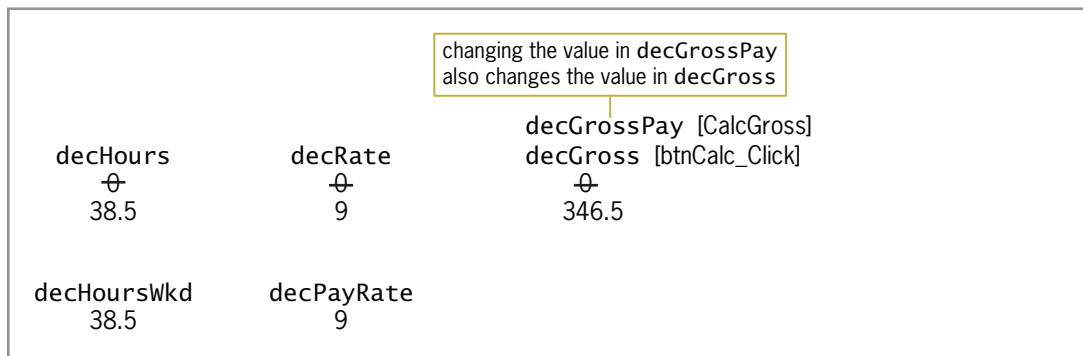 changing the value in decGrossPay
also changes the value in decGross
decGrossPay [CalcGross]
decHours decRate decGross [btnCalc_Click]
0 0 0
38.5 9 346.5
decHoursWkd decPayRate
38.5 9